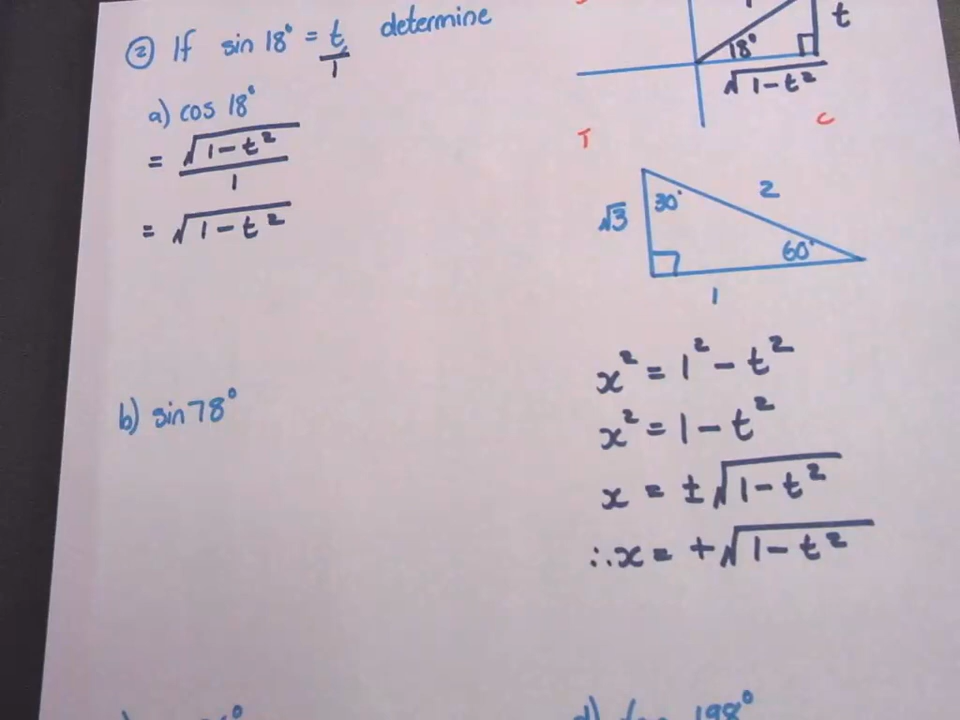 ② If sin 18° = t/1 determine
a) cos 18°
= √(1-t²)/1
= √(1-t²)
b) sin 78°
t
18°
√(1-t²)
T
C
30°
2
√3
60°
1
x² = 1² - t²
x² = 1 - t²
x = ±√(1-t²)
∴ x = +√(1-t²)
d) 198°